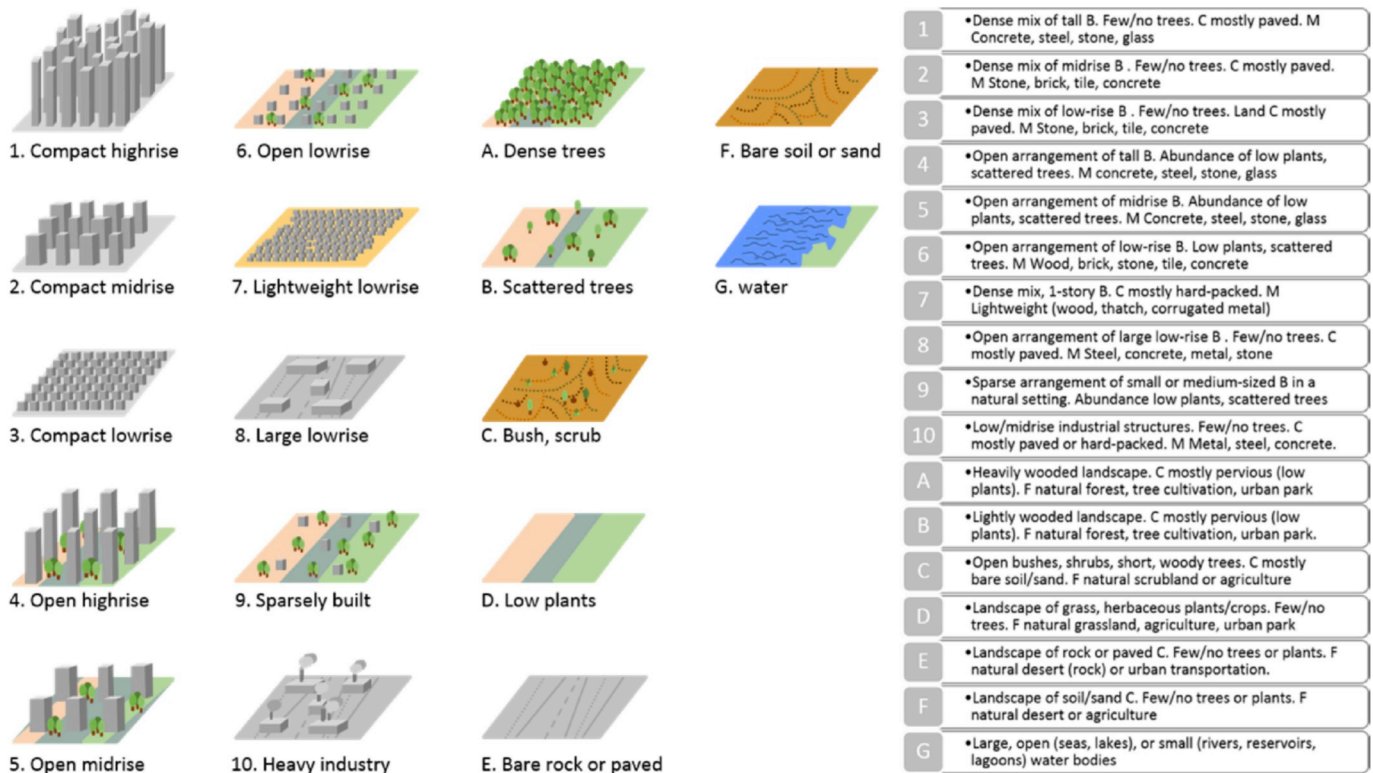 1. Compact highrise
6. Open lowrise
A. Dense trees
F. Bare soil or sand
2. Compact midrise
7. Lightweight lowrise
B. Scattered trees
G. water
3. Compact lowrise
8. Large lowrise
C. Bush, scrub
4. Open highrise
9. Sparsely built
D. Low plants
5. Open midrise
10. Heavy industry
E. Bare rock or paved
1
•Dense mix of tall B. Few/no trees. C mostly paved. M
Concrete, steel, stone, glass
2
•Dense mix of midrise B . Few/no trees. C mostly paved.
M Stone, brick, tile, concrete
3
•Dense mix of low-rise B . Few/no trees. Land C mostly
paved. M Stone, brick, tile, concrete
4
•Open arrangement of tall B. Abundance of low plants,
scattered trees. M concrete, steel, stone, glass
5
•Open arrangement of midrise B. Abundance of low
plants, scattered trees. M Concrete, steel, stone, glass
6
•Open arrangement of low-rise B. Low plants, scattered
trees. M Wood, brick, stone, tile, concrete
7
•Dense mix, 1-story B. C mostly hard-packed. M
Lightweight (wood, thatch, corrugated metal)
8
•Open arrangement of large low-rise B . Few/no trees. C
mostly paved. M Steel, concrete, metal, stone
9
•Sparse arrangement of small or medium-sized B in a
natural setting. Abundance low plants, scattered trees
10
•Low/midrise industrial structures. Few/no trees. C
mostly paved or hard-packed. M Metal, steel, concrete.
A
•Heavily wooded landscape. C mostly pervious (low
plants). F natural forest, tree cultivation, urban park
B
•Lightly wooded landscape. C mostly pervious (low
plants). F natural forest, tree cultivation, urban park.
C
•Open bushes, shrubs, short, woody trees. C mostly
bare soil/sand. F natural scrubland or agriculture
D
•Landscape of grass, herbaceous plants/crops. Few/no
trees. F natural grassland, agriculture, urban park
E
•Landscape of rock or paved C. Few/no trees or plants. F
natural desert (rock) or urban transportation.
F
•Landscape of soil/sand C. Few/no trees or plants. F
natural desert or agriculture
G
•Large, open (seas, lakes), or small (rivers, reservoirs,
lagoons) water bodies